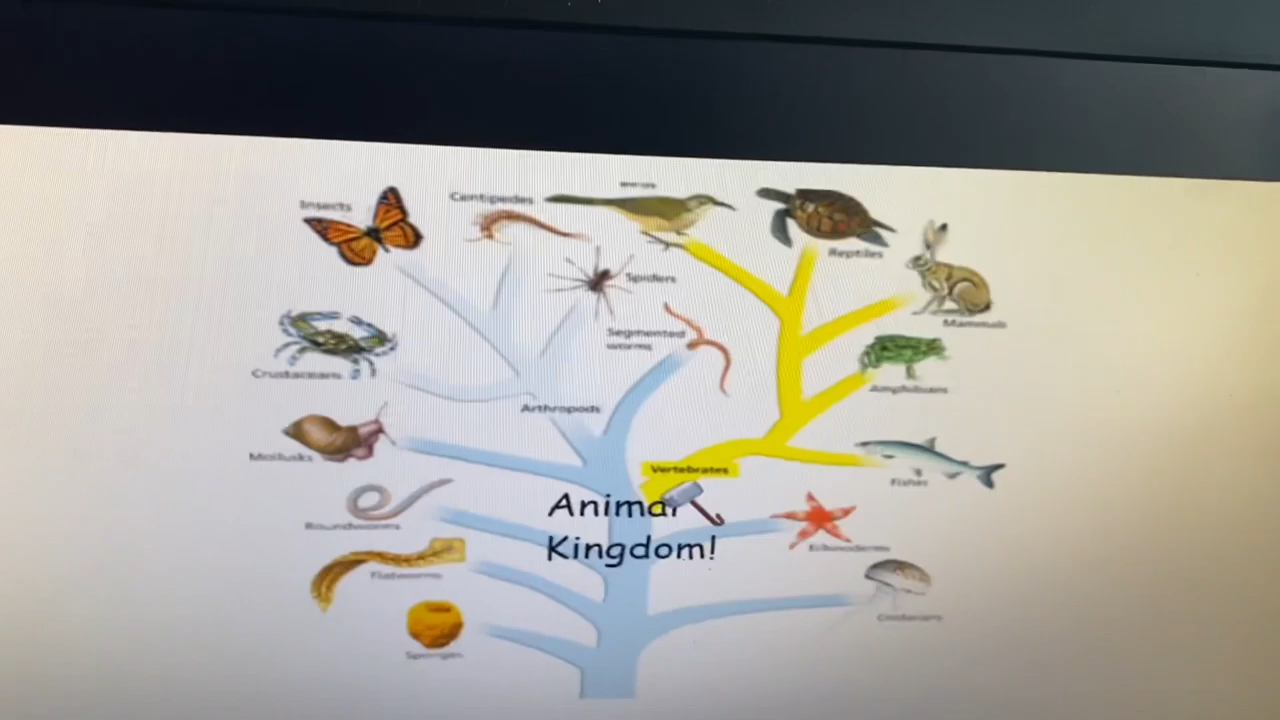 Insects
Centipedes
Birds
Reptiles
Spiders
Mammals
Segmented
worms
Crustaceans
Amphibians
Arthropods
Mollusks
Vertebrates
Fishes
Animal
Kingdom!
Roundworms
Echinoderms
Flatworms
Cnidarians
Sponges